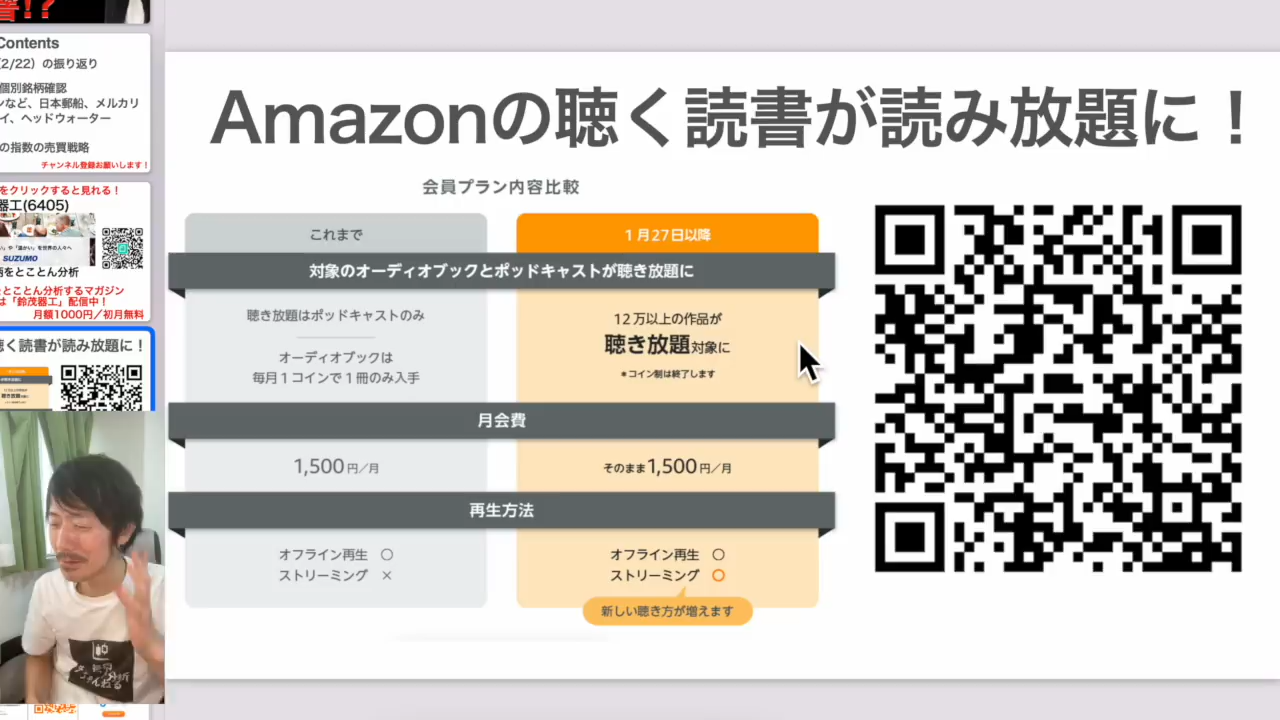 Contents
2/22）の振り返り
個別銘柄確認
ンなど、日本郵船、メルカリ
イ、ヘッドウォーター
の指数の売買戦略
チャンネル登録お願いします！
をクリックすると見れる！
器工(6405)
SUZUMO
柄をとことん分析
をとことん分析するマガジン
は「鈴茂器工」配信中！
月額1000円／初月無料
く読書が読み放題に！
Amazonの聴く読書が読み放題に！
会員プラン内容比較
これまで
1月27日以降
対象のオーディオブックとポッドキャストが聴き放題に
聴き放題はポッドキャストのみ
オーディオブックは
毎月1コインで1冊のみ入手
12万以上の作品が
聴き放題対象に
＊コイン制は終了します
月会費
1,500円／月
そのまま1,500円／月
再生方法
オフライン再生 〇
ストリーミング ×
オフライン再生 〇
ストリーミング 〇
新しい聴き方が増えます